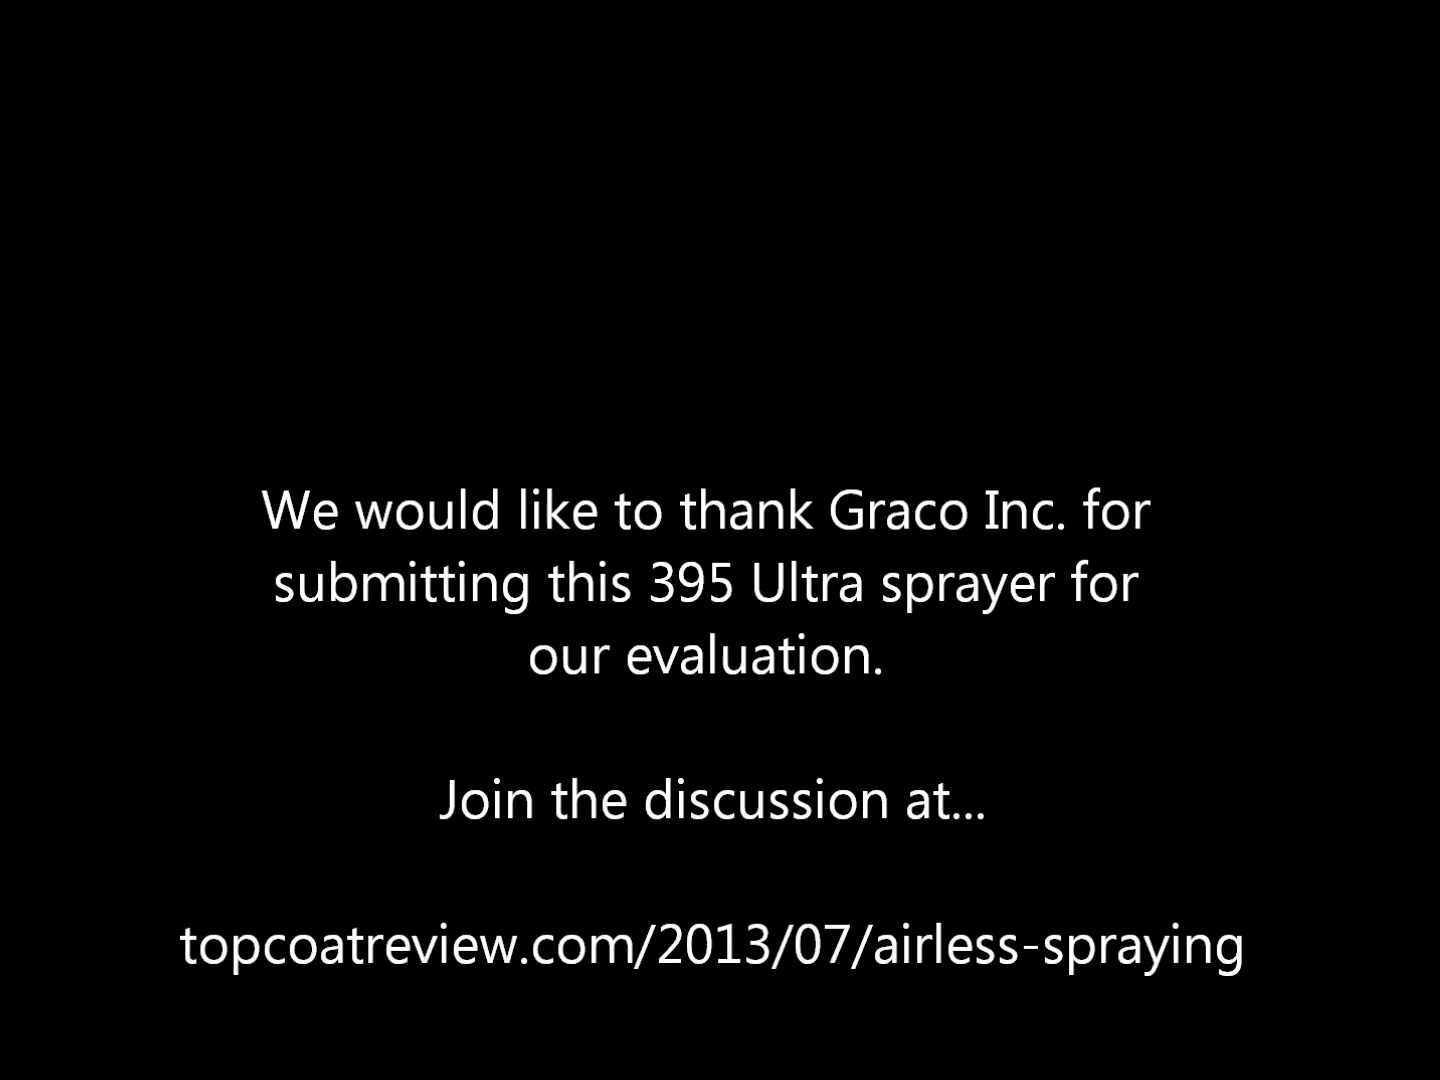 We would like to thank Graco Inc. for
submitting this 395 Ultra sprayer for
our evaluation.
Join the discussion at...
topcoatreview.com/2013/07/airless-spraying